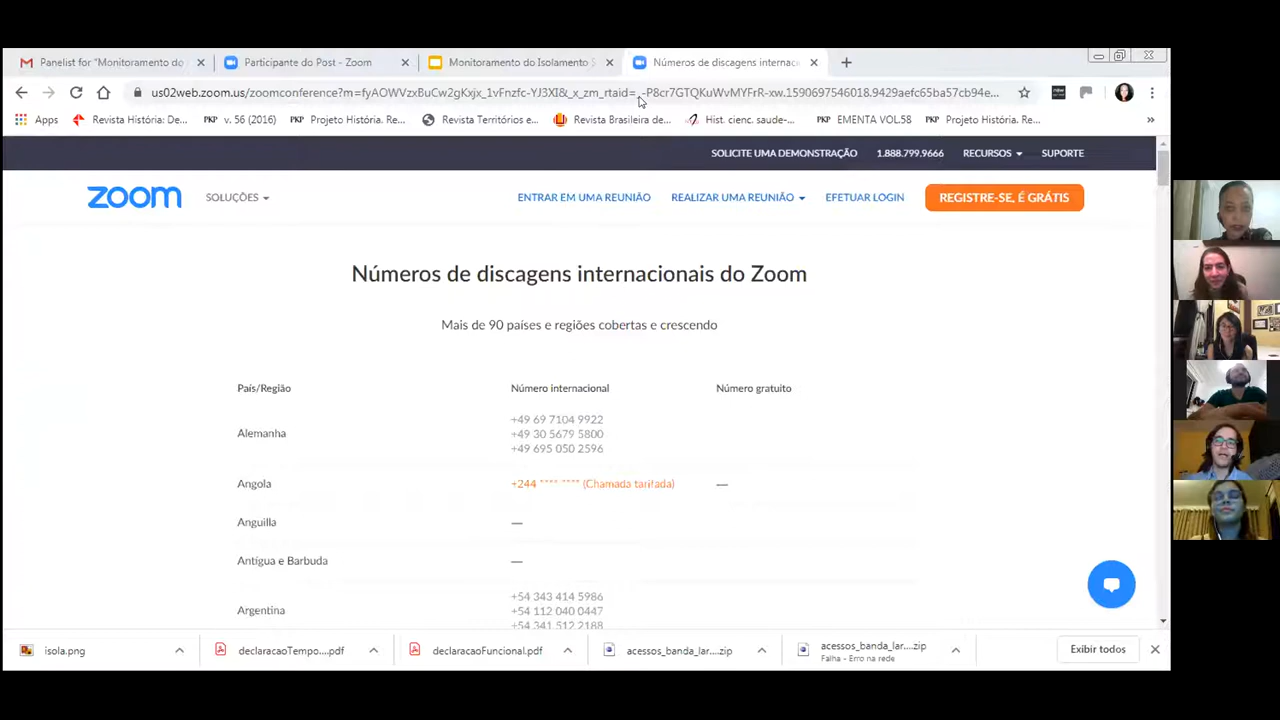 Panelist for "Monitoramento do
Participante do Post - Zoom
Monitoramento do Isolamento S
Números de discagens internaci
us02web.zoom.us/zoomconference?m=fyAOWVzxBuCw2gKxjx_1vFnzfc-YJ3XI&_x_zm_rtaid=_-P8cr7GTQKuWvMYFrR-xw.1590697546018.9429aefc65ba57cb94e...
Apps
Revista História: De...
PKP v. 56 (2016)
PKP Projeto História. Re...
Revista Territórios e...
Revista Brasileira de...
Hist. cienc. saude-...
PKP EMENTA VOL.58
PKP Projeto História. Re...
»
SOLICITE UMA DEMONSTRAÇÃO
1.888.799.9666
RECURSOS
SUPORTE
zoom
SOLUÇÕES
ENTRAR EM UMA REUNIÃO
REALIZAR UMA REUNIÃO
EFETUAR LOGIN
REGISTRE-SE, É GRÁTIS
Números de discagens internacionais do Zoom
Mais de 90 países e regiões cobertas e crescendo
País/Região
Número internacional
Número gratuito
+49 69 7104 9922
Alemanha
+49 30 5679 5800
+49 695 050 2596
Angola
+244 **** **** (Chamada tarifada)
—
Anguilla
—
Antígua e Barbuda
—
+54 343 414 5986
Argentina
+54 112 040 0447
+54 341 512 2188
isola.png
declaracaoTempo....pdf
declaracaoFuncional.pdf
acessos_banda_lar....zip
acessos_banda_lar....zip
Falha - Erro na rede
Exibir todos